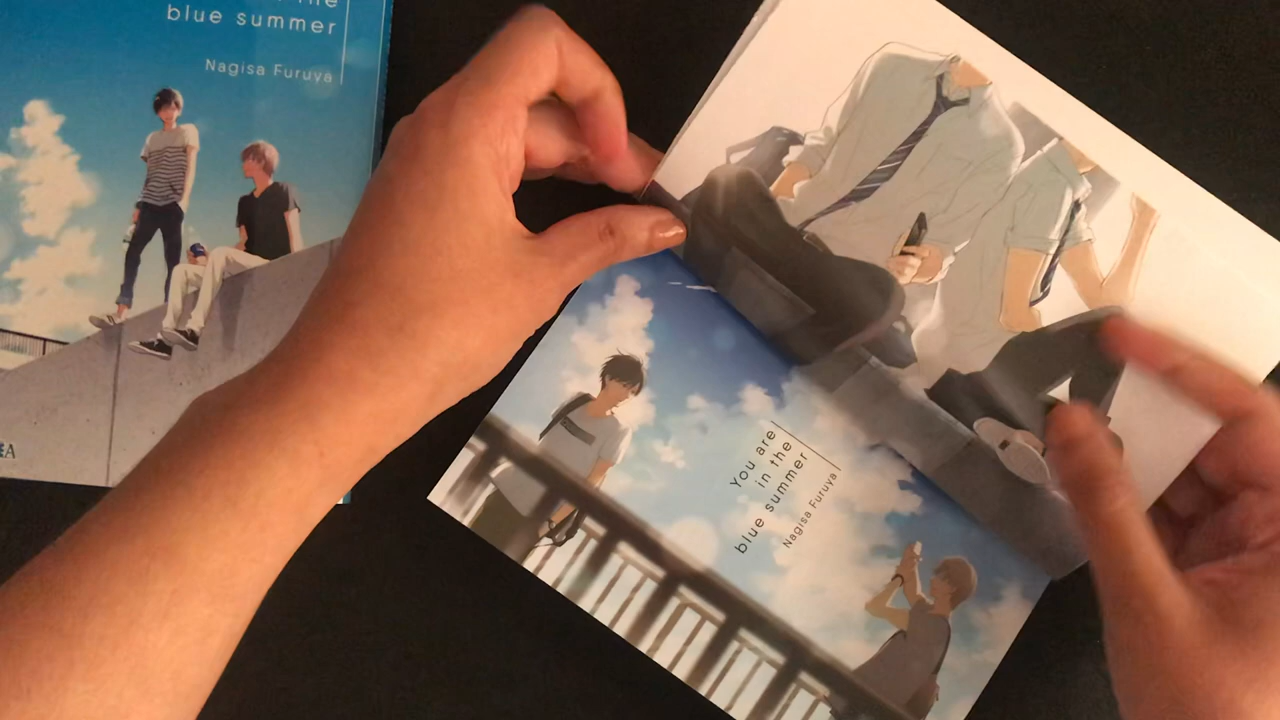 blue summer
Nagisa Furuya
You are
in the
blue summer
Nagisa Furuya